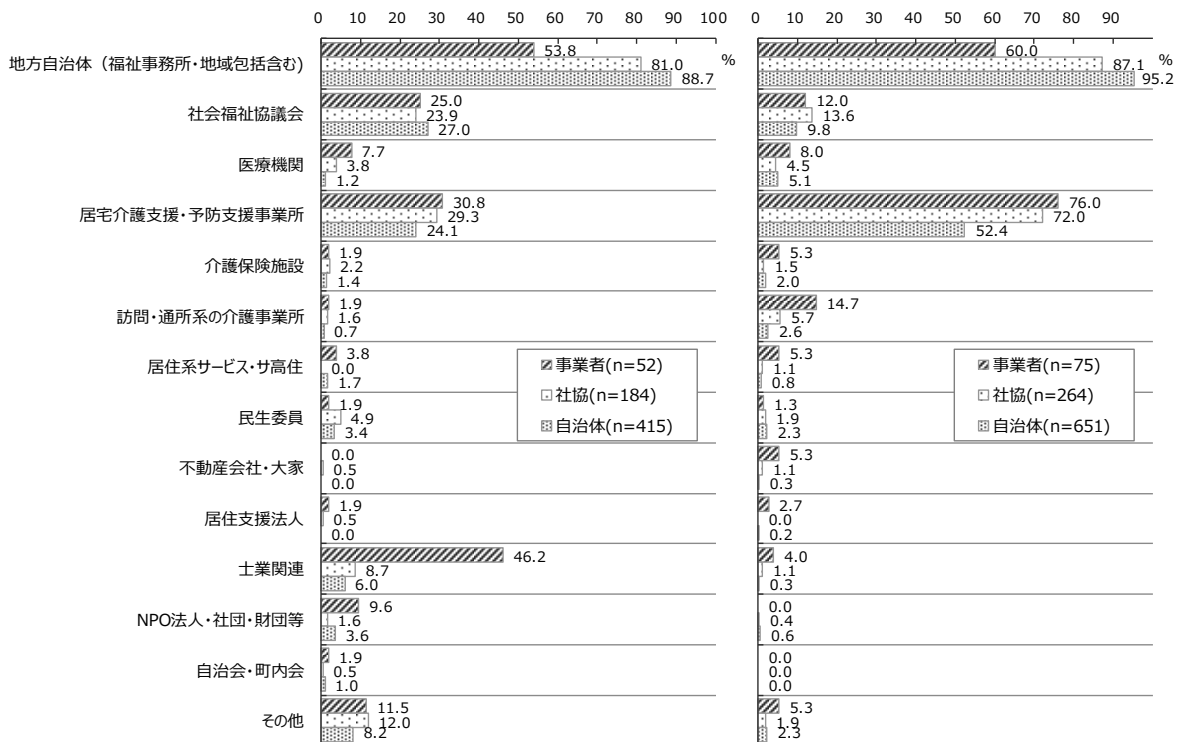 0 10 20 30 40 50 60 70 80 90 100
0 10 20 30 40 50 60 70 80 90
% %
地方自治体（福祉事務所・地域包括含む） 53.8 81.0 88.7 60.0 87.1 95.2
社会福祉協議会 25.0 23.9 27.0 12.0 13.6 9.8
医療機関 7.7 3.8 1.2 8.0 4.5 5.1
居宅介護支援・予防支援事業所 30.8 29.3 24.1 76.0 72.0 52.4
介護保険施設 1.9 2.2 1.4 5.3 1.5 2.0
訪問・通所系の介護事業所 1.9 1.6 0.7 14.7 5.7 2.6
居住系サービス・サ高住 3.8 0.0 1.7 5.3 1.1 0.8
民生委員 1.9 4.9 3.4 1.3 1.9 2.3
不動産会社・大家 0.0 0.5 0.0 5.3 1.1 0.3
居住支援法人 1.9 0.5 0.0 2.7 0.0 0.2
士業関連 46.2 8.7 6.0 4.0 1.1 0.3
NPO法人・社団・財団等 9.6 1.6 3.6 0.0 0.4 0.6
自治会・町内会 1.9 0.5 1.0 0.0 0.0 0.0
その他 11.5 12.0 8.2 5.3 1.9 2.3
事業者(n=52)
社協(n=184)
自治体(n=415)
事業者(n=75)
社協(n=264)
自治体(n=651)